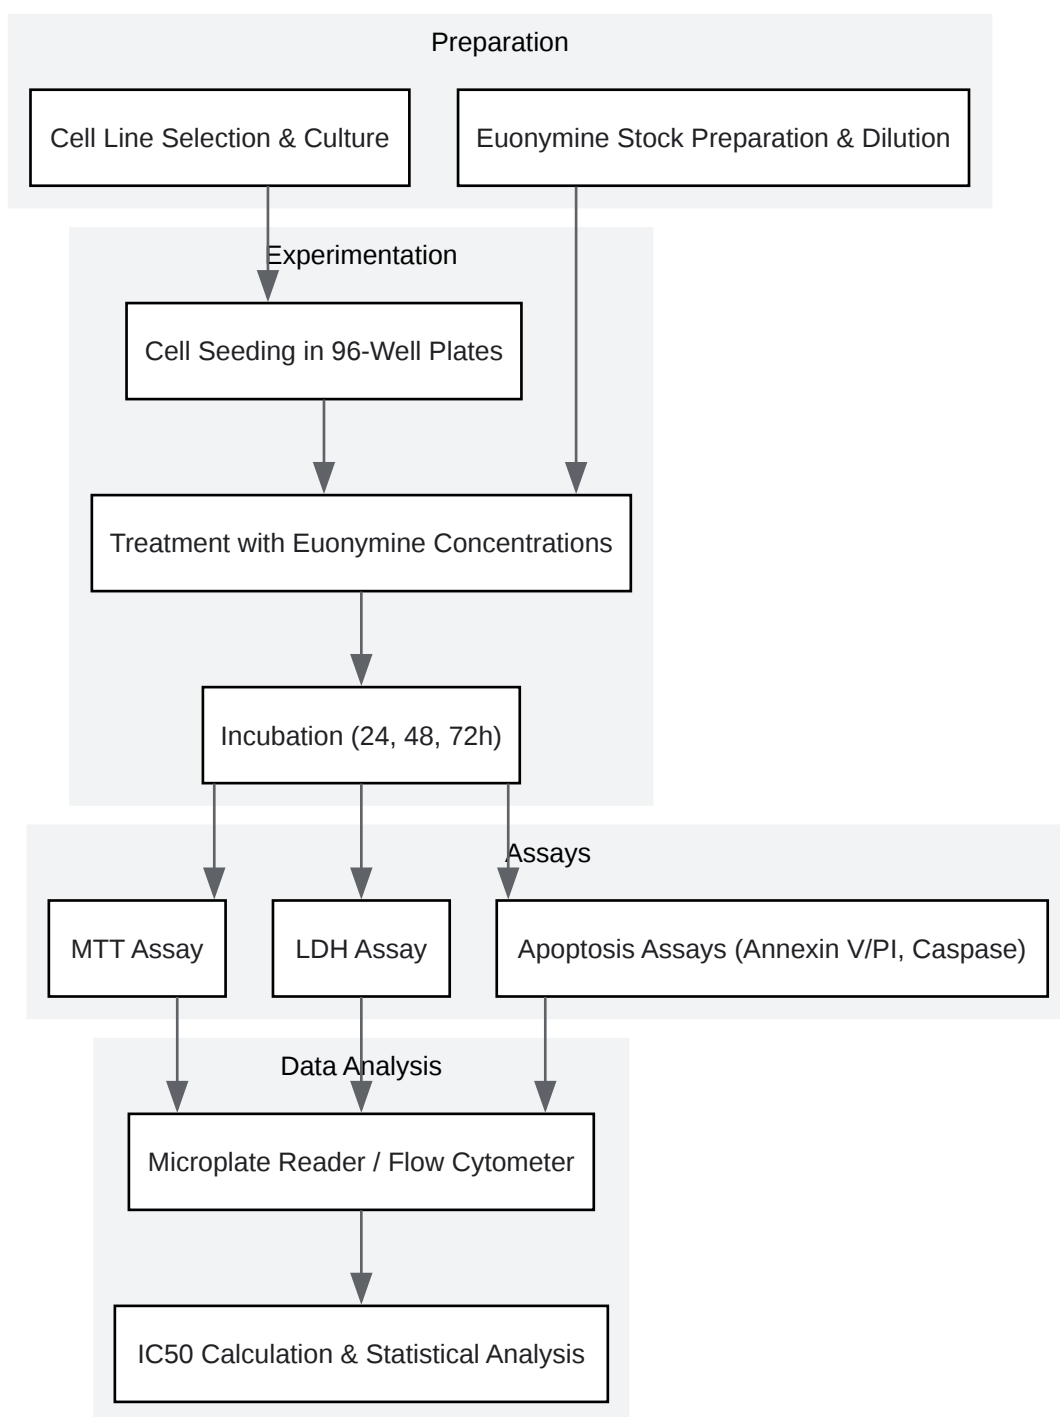 Preparation
Cell Line Selection & Culture
Euonymine Stock Preparation & Dilution
Experimentation
Cell Seeding in 96-Well Plates
Treatment with Euonymine Concentrations
Incubation (24, 48, 72h)
Assays
MTT Assay
LDH Assay
Apoptosis Assays (Annexin V/PI, Caspase)
Data Analysis
Microplate Reader / Flow Cytometer
IC50 Calculation & Statistical Analysis